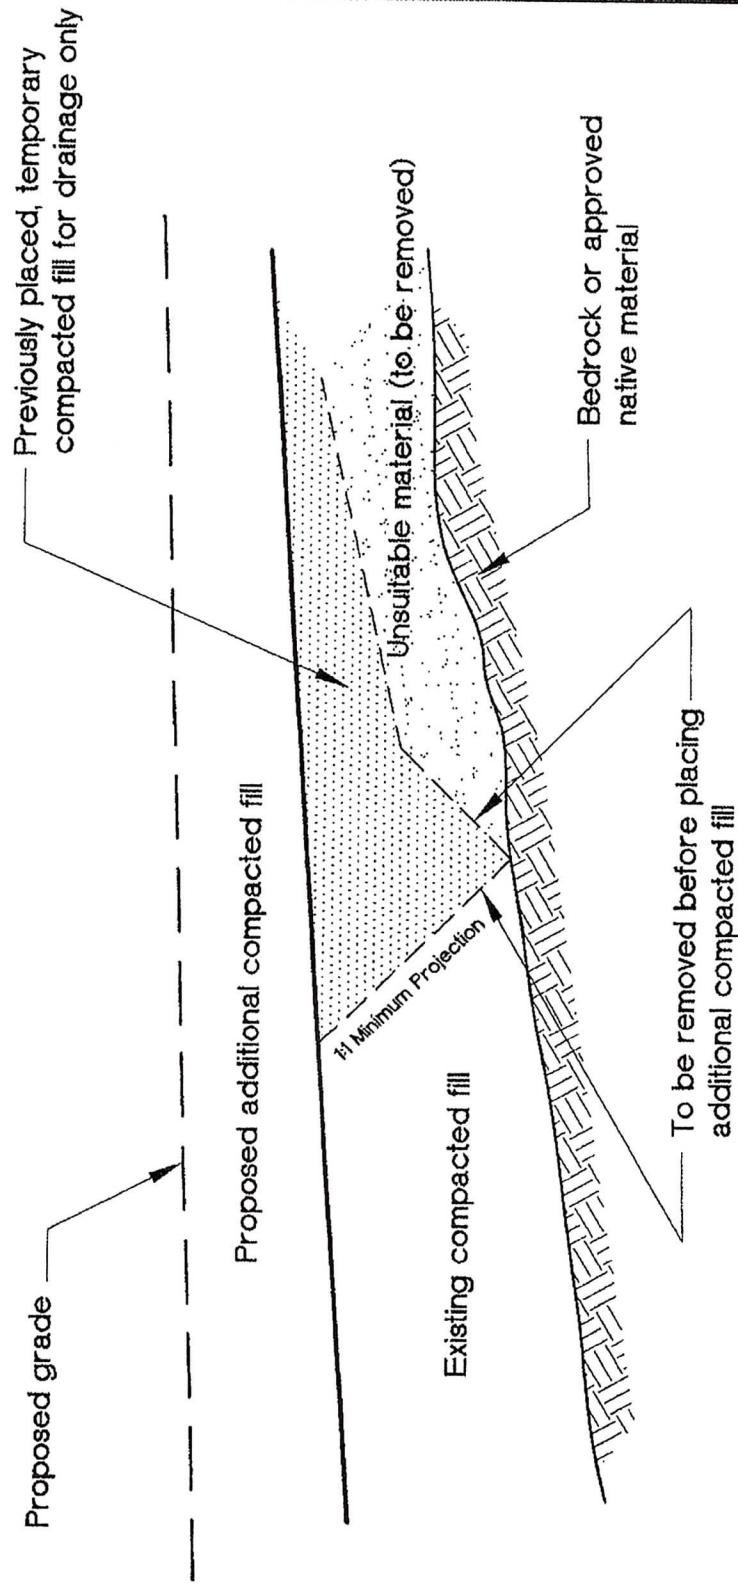 Proposed grade
Previously placed, temporary
compacted fill for drainage only
Proposed additional compacted fill
Unsuitable material (to be removed)
1:1 Minimum Projection
Existing compacted fill
Bedrock or approved
native material
To be removed before placing
additional compacted fill